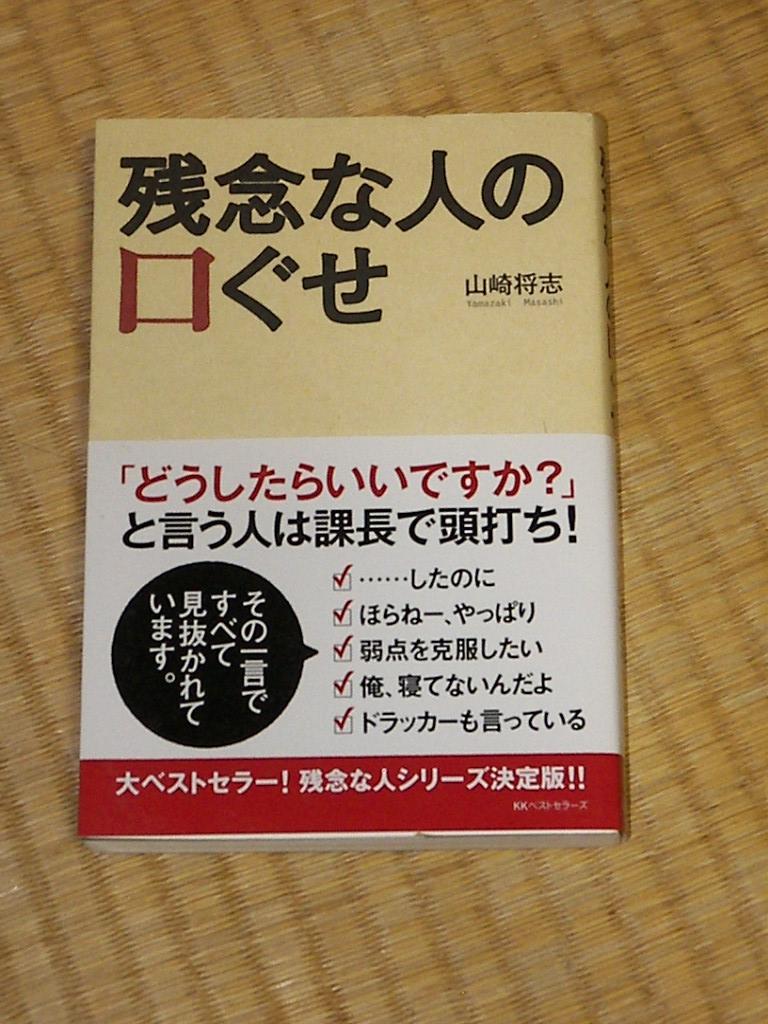 残念な人の
口ぐせ
山崎将志
Yamazaki Masashi
「どうしたらいいですか?」
と言う人は課長で頭打ち!
その一言で
すべて
見抜かれて
います。
……したのに
ほらねー、やっぱり
弱点を克服したい
俺、寝てないんだよ
ドラッカーも言っている
大ベストセラー! 残念な人シリーズ決定版!!
KKベストセラーズ